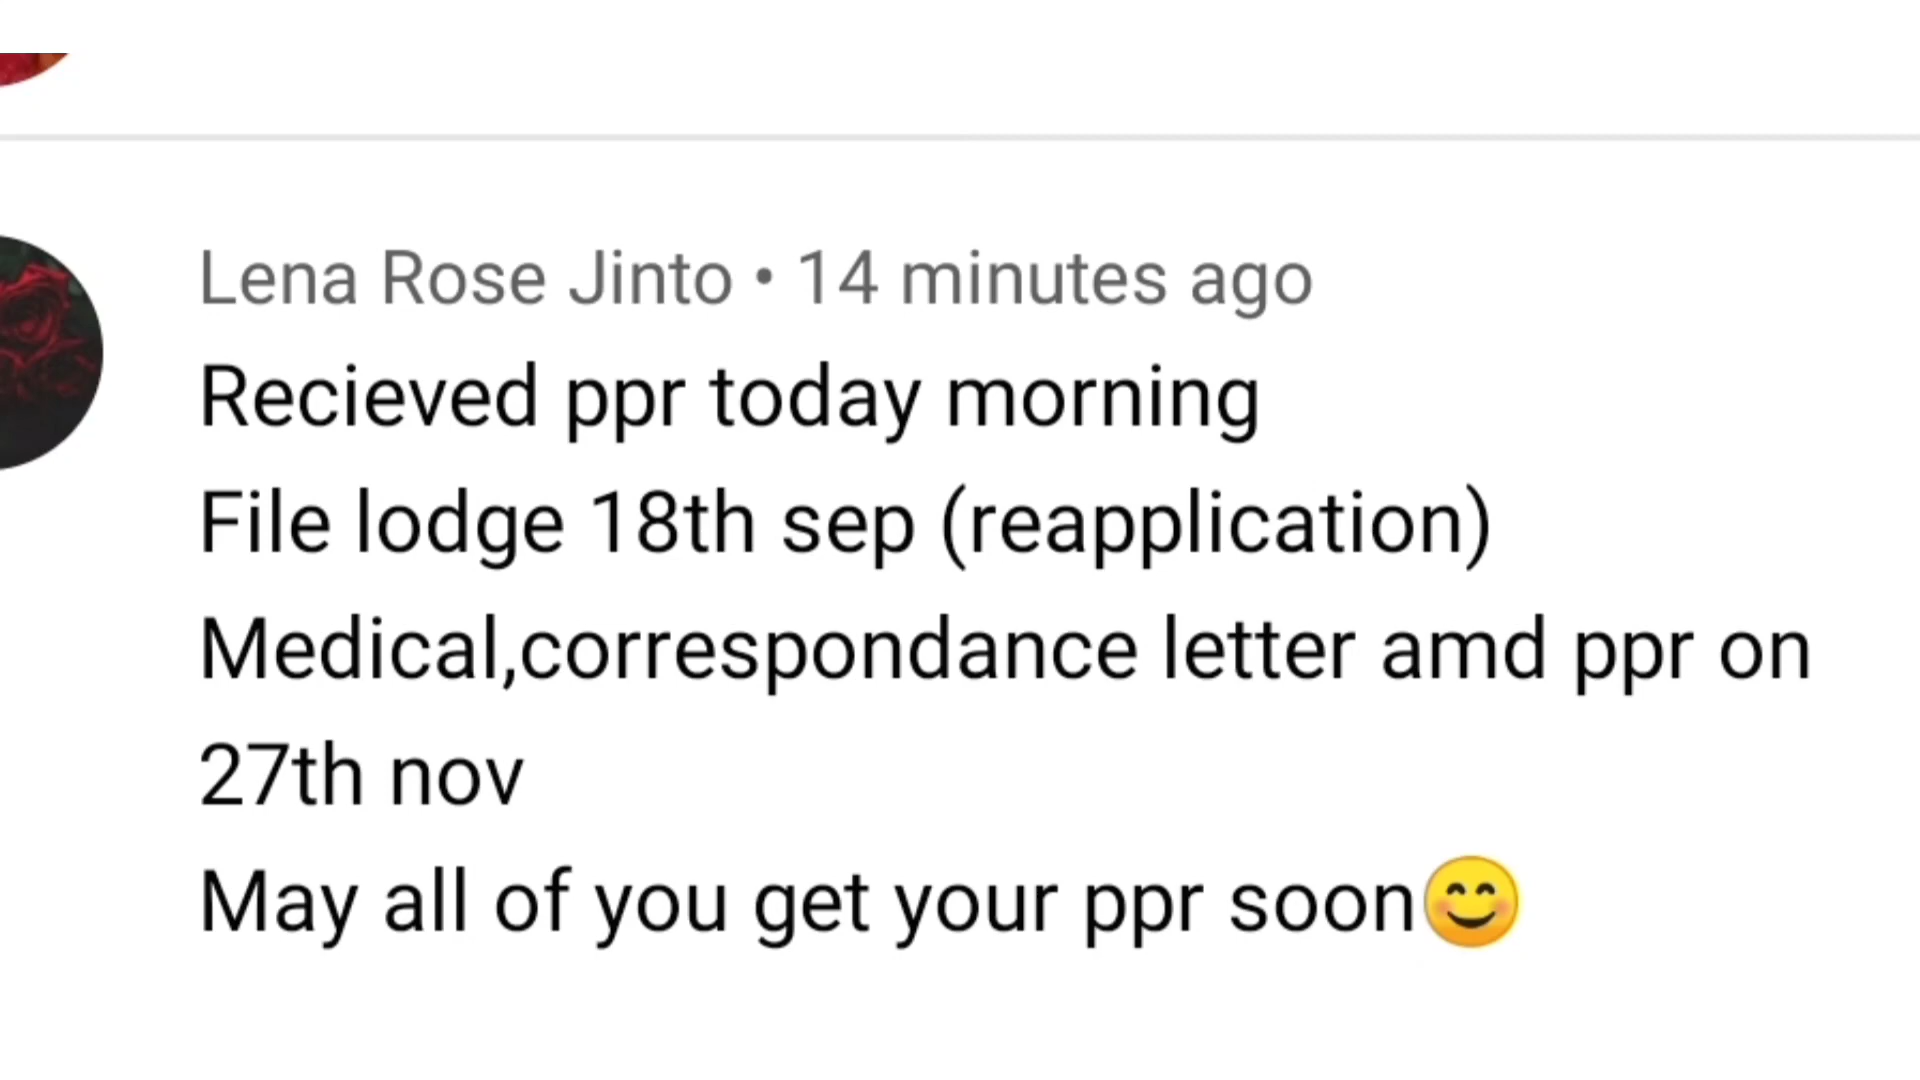 Lena Rose Jinto • 14 minutes ago
Recieved ppr today morning
File lodge 18th sep (reapplication)
Medical,correspondance letter amd ppr on
27th nov
May all of you get your ppr soon😊